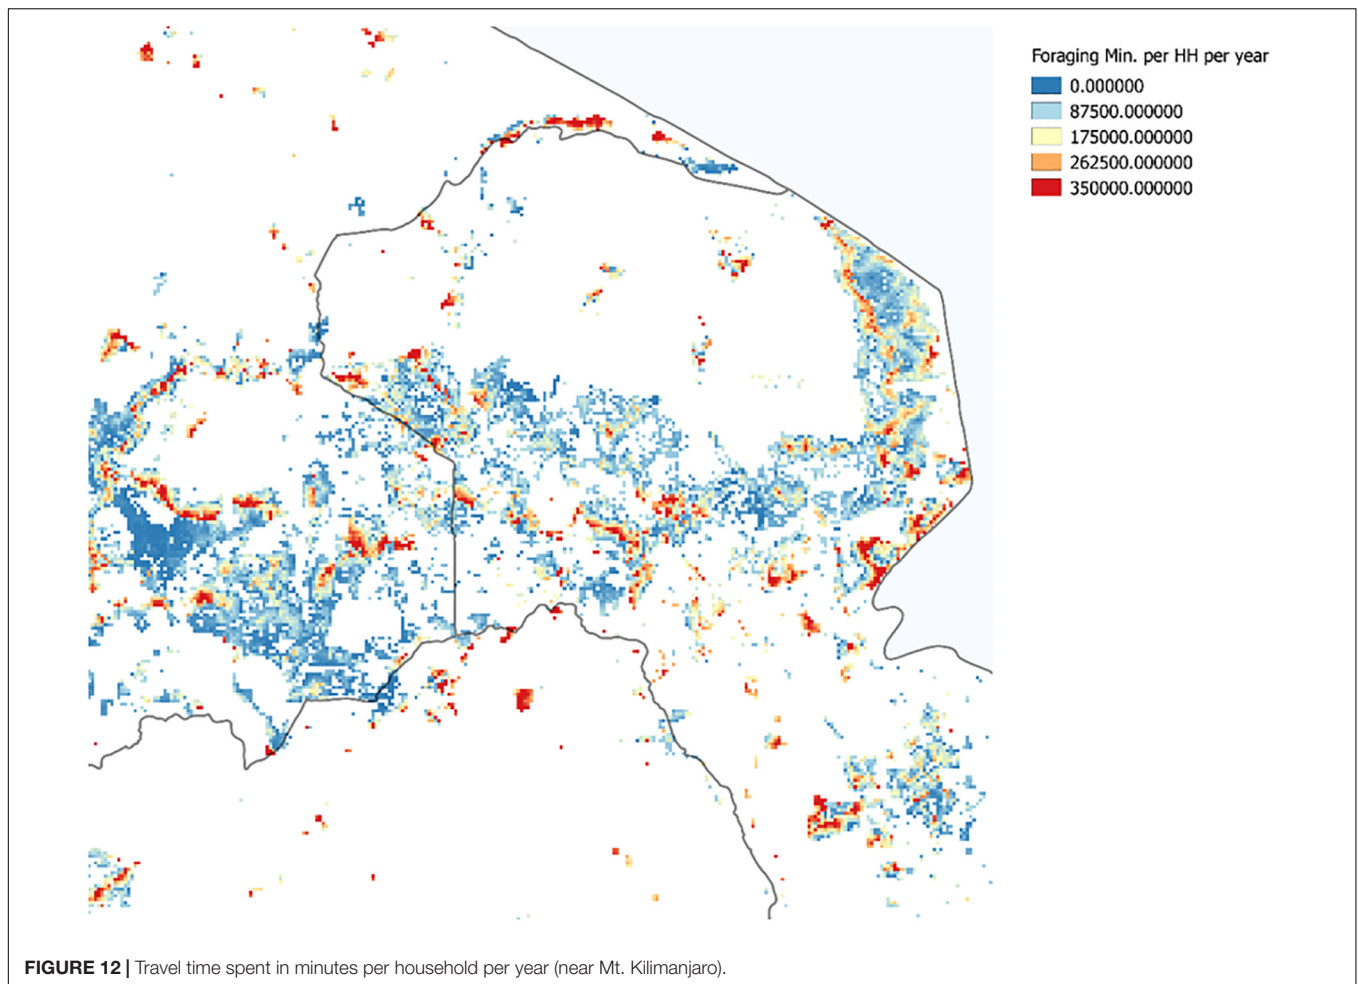 Foraging Min. per HH per year
0.000000
87500.000000
175000.000000
262500.000000
350000.000000
FIGURE 12 | Travel time spent in minutes per household per year (near Mt. Kilimanjaro).